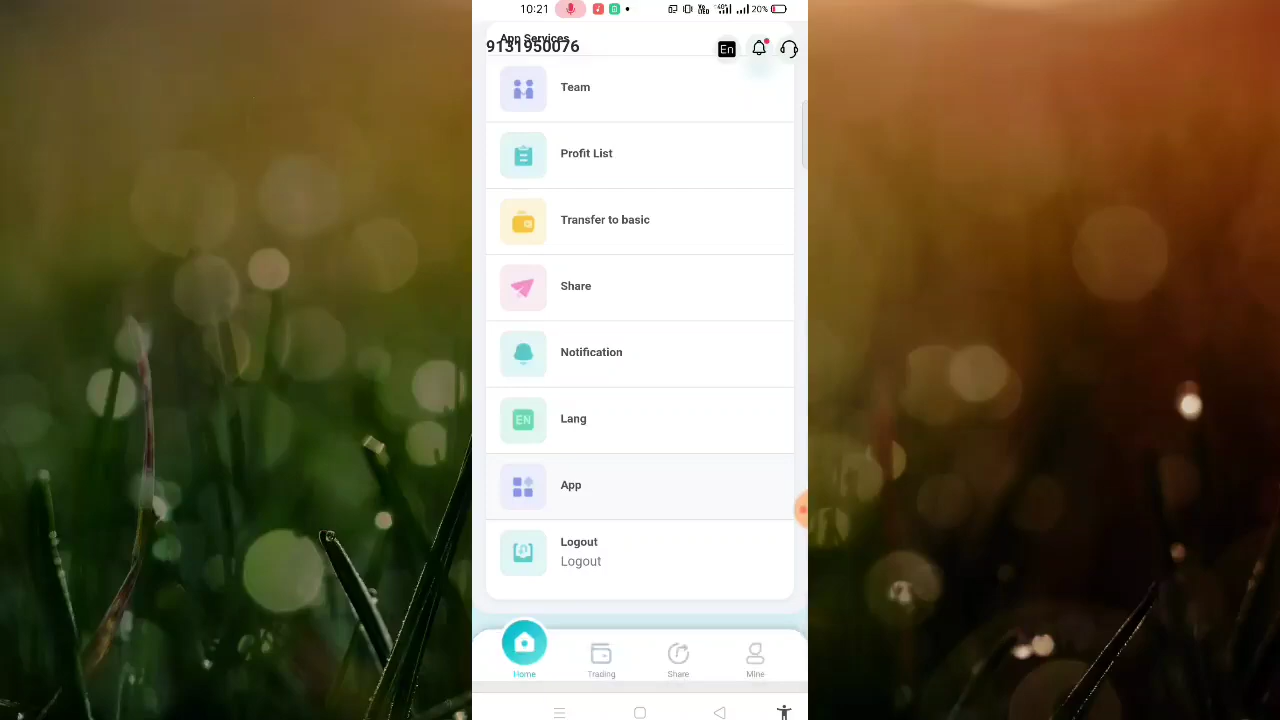 10:21
20%
App Services
9131950076
En
Team
Profit List
Transfer to basic
Share
Notification
EN
Lang
App
Logout
Logout
Home
Trading
Share
Mine